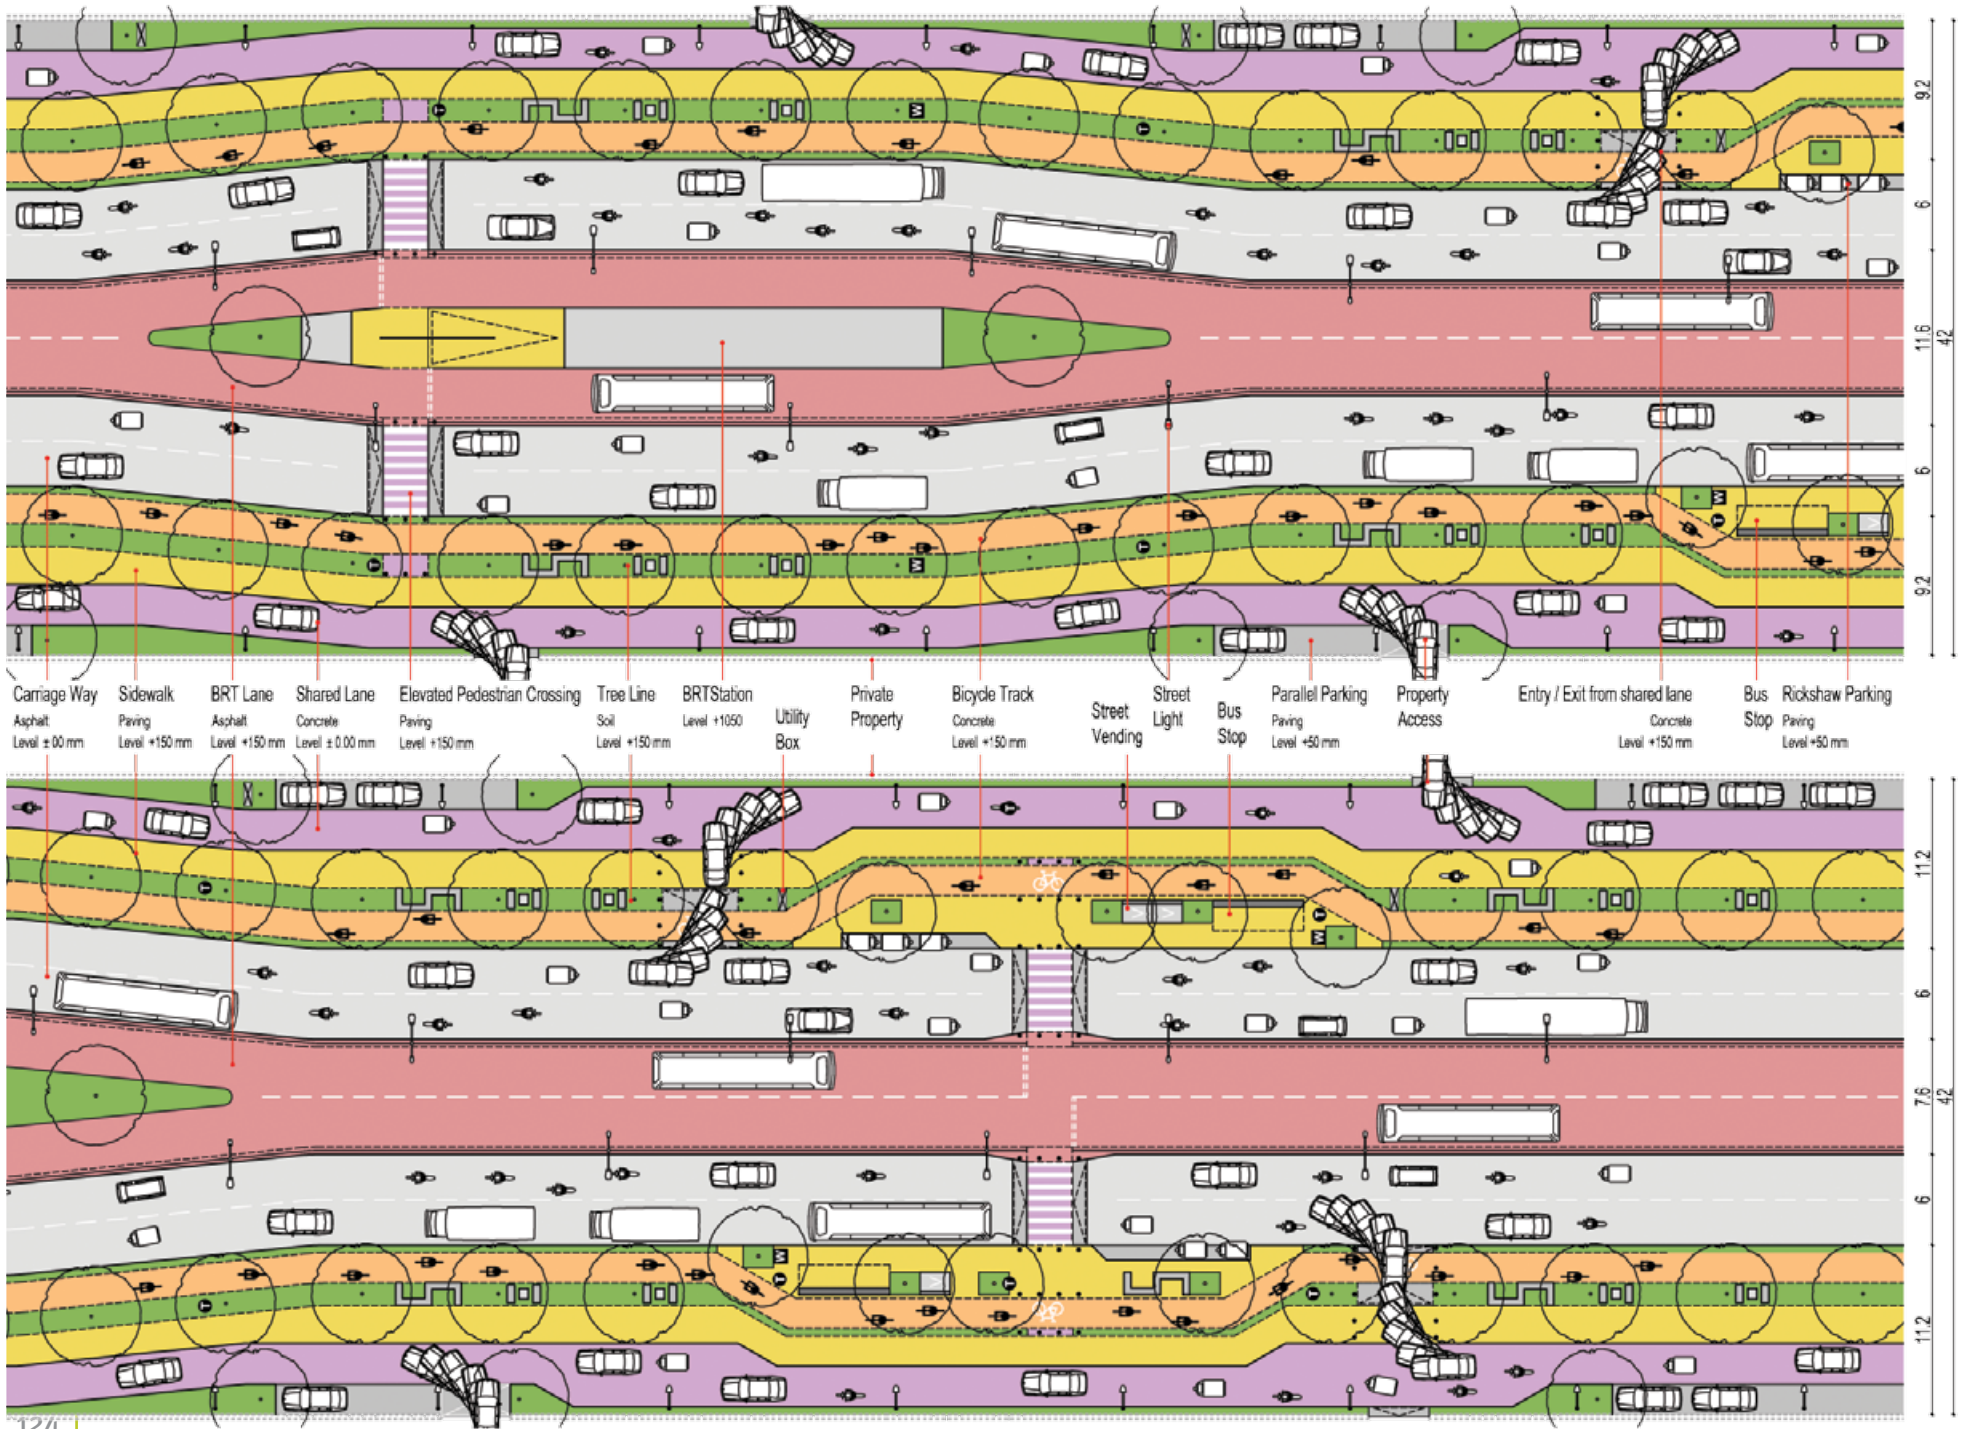 9.2
6
11.6
42
6
9.2
Carriage Way
Asphalt
Level ± 00 mm
Sidewalk
Paving
Level +150 mm
BRT Lane
Asphalt
Level +150 mm
Shared Lane
Concrete
Level ± 0.00 mm
Elevated Pedestrian Crossing
Paving
Level +150 mm
Tree Line
Soil
Level +150 mm
BRTStation
Level +1050
Utility
Box
Private
Property
Bicycle Track
Concrete
Level +150 mm
Street
Vending
Street
Light
Bus
Stop
Parallel Parking
Paving
Level +50 mm
Property
Access
Entry / Exit from shared lane
Concrete
Level +150 mm
Bus
Stop
Rickshaw Parking
Paving
Level +50 mm
11.2
6
7.6
42
6
11.2
124